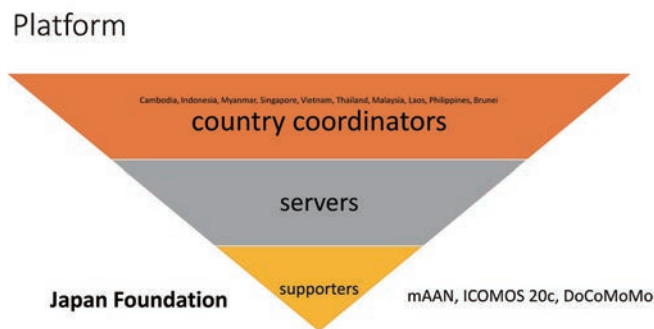 Platform
Cambodia, Indonesia, Myanmar, Singapore, Vietnam, Thailand, Malaysia, Laos, Philippines, Brunei
country coordinators
servers
supporters
Japan Foundation
mAAN, ICOMOS 20c, DoCoMoMo